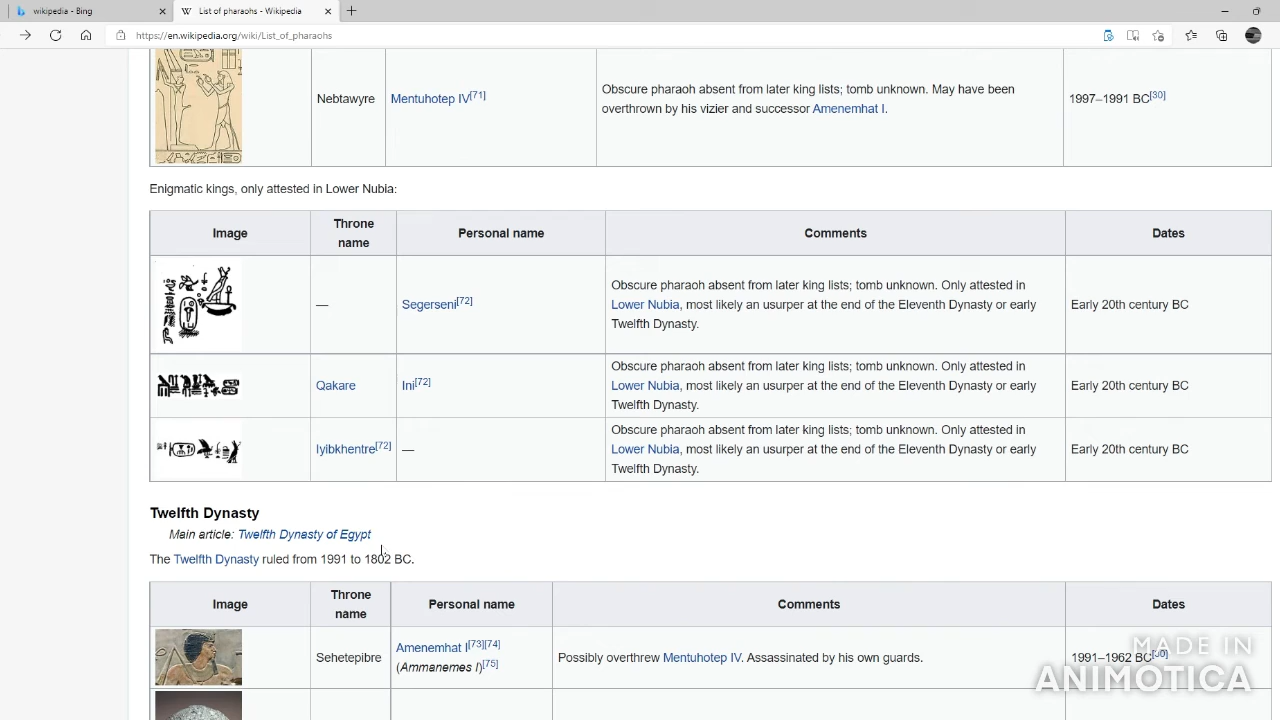 wikipedia - Bing
List of pharaohs - Wikipedia
https://en.wikipedia.org/wiki/List_of_pharaohs
Nebtawyre
Mentuhotep IV[71]
Obscure pharaoh absent from later king lists; tomb unknown. May have been
overthrown by his vizier and successor Amenemhat I.
1997–1991 BC[30]
Enigmatic kings, only attested in Lower Nubia:
Image
Throne
name
Personal name
Comments
Dates
—
Segerseni[72]
Obscure pharaoh absent from later king lists; tomb unknown. Only attested in
Lower Nubia, most likely an usurper at the end of the Eleventh Dynasty or early
Twelfth Dynasty.
Early 20th century BC
Qakare
Ini[72]
Obscure pharaoh absent from later king lists; tomb unknown. Only attested in
Lower Nubia, most likely an usurper at the end of the Eleventh Dynasty or early
Twelfth Dynasty.
Early 20th century BC
Iyibkhentre[72]
—
Obscure pharaoh absent from later king lists; tomb unknown. Only attested in
Lower Nubia, most likely an usurper at the end of the Eleventh Dynasty or early
Twelfth Dynasty.
Early 20th century BC
Twelfth Dynasty
Main article: Twelfth Dynasty of Egypt
The Twelfth Dynasty ruled from 1991 to 1802 BC.
Image
Throne
name
Personal name
Comments
Dates
Sehetepibre
Amenemhat I[73][74]
(Ammanemes I)[75]
Possibly overthrew Mentuhotep IV. Assassinated by his own guards.
1991–1962 BC[30]
MADE IN
ANIMOTICA